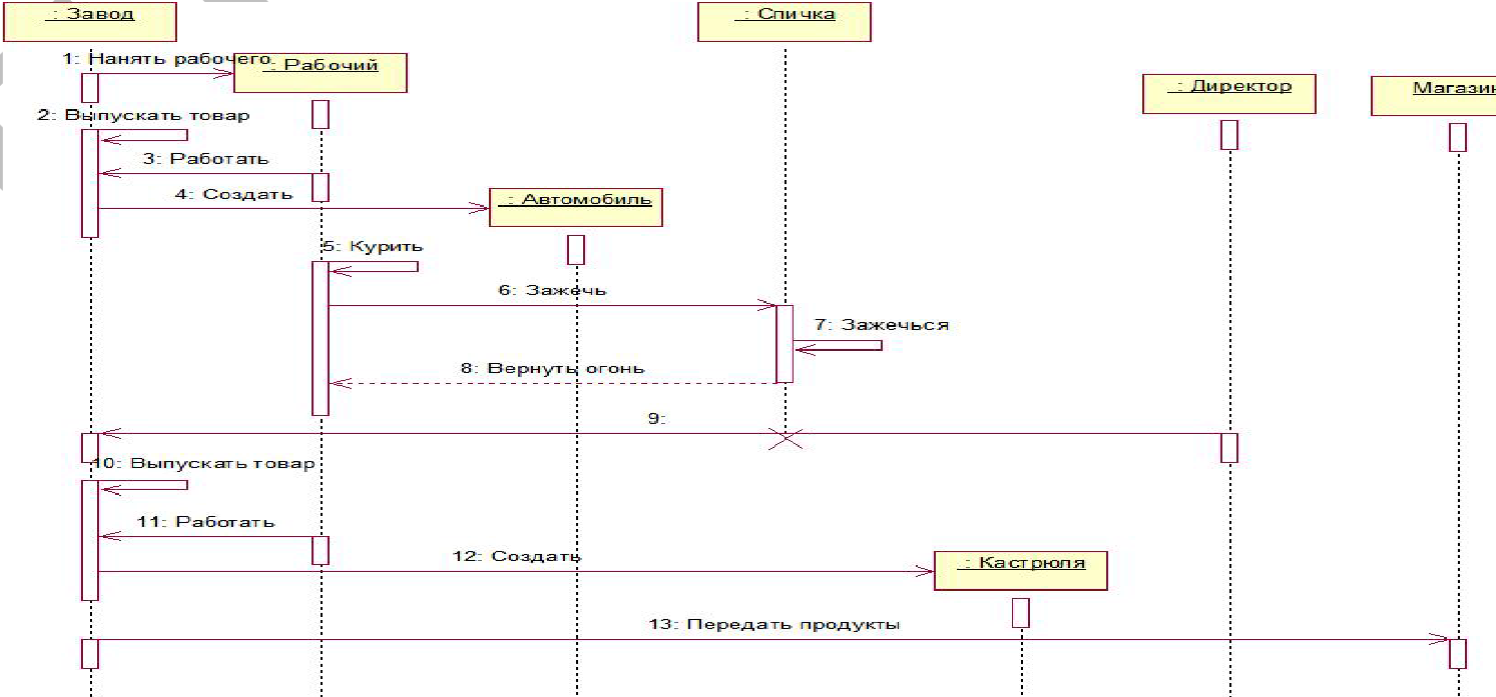 : Завод
: Спичка
1: Нанять рабочего
: Рабочий
: Директор
Магазин
2: Выпускать товар
3: Работать
4: Создать
: Автомобиль
5: Курить
6: Зажечь
7: Зажечься
8: Вернуть огонь
9:
10: Выпускать товар
11: Работать
12: Создать
: Кастрюля
13: Передать продукты